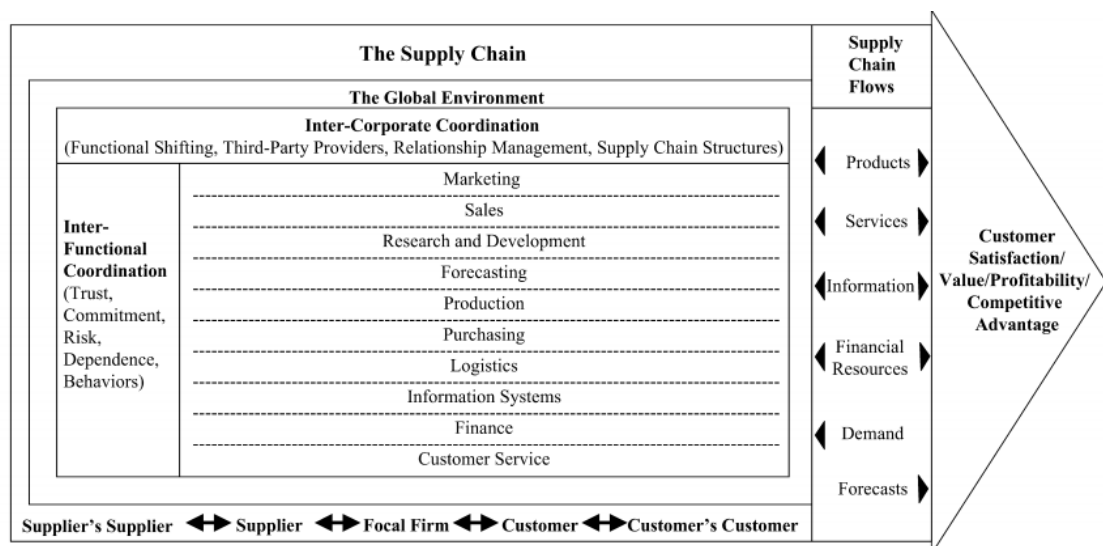 The Supply Chain
Supply
Chain
Flows
The Global Environment
Inter-Corporate Coordination
(Functional Shifting, Third-Party Providers, Relationship Management, Supply Chain Structures)
Inter-
Functional
Coordination
(Trust,
Commitment,
Risk,
Dependence,
Behaviors)
Marketing
Sales
Research and Development
Forecasting
Production
Purchasing
Logistics
Information Systems
Finance
Customer Service
Products
Services
Information
Financial
Resources
Demand
Forecasts
Customer
Satisfaction/
Value/Profitability/
Competitive
Advantage
Supplier's Supplier Supplier Focal Firm Customer Customer's Customer